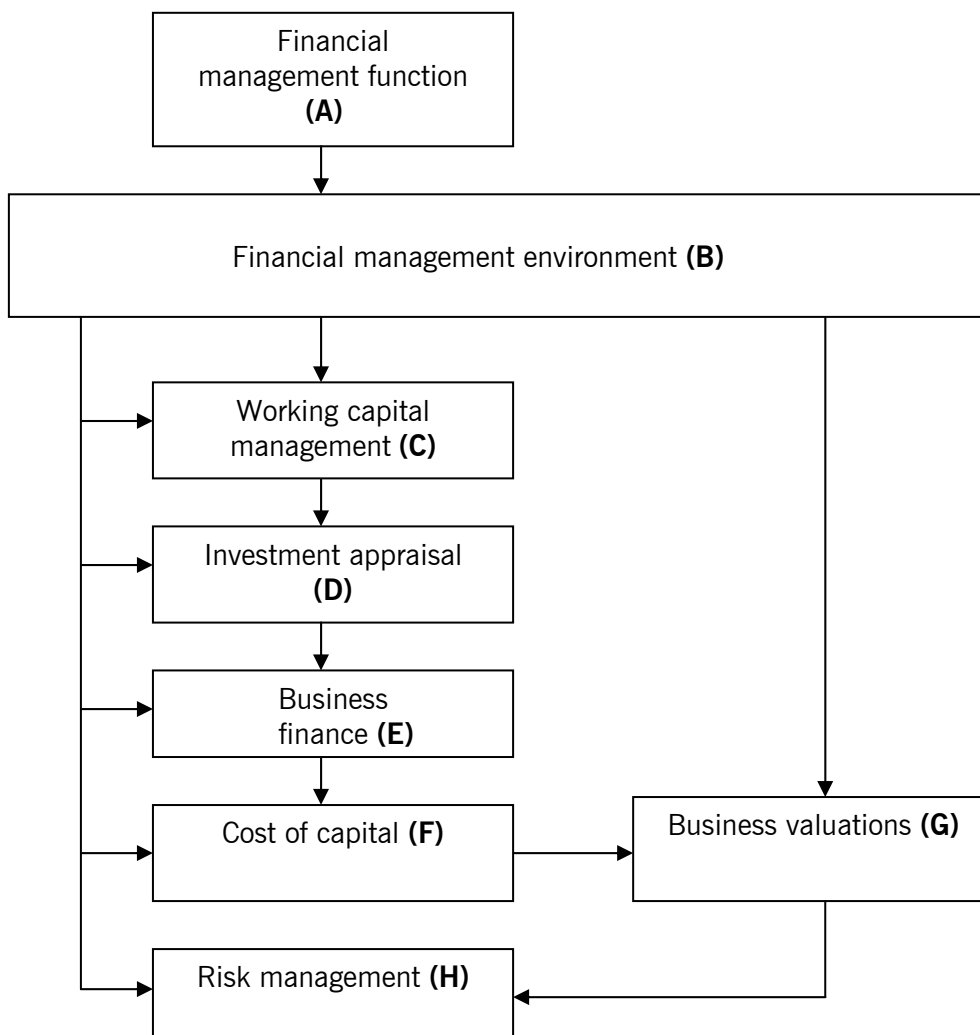 Financial
management function
(A)
Financial management environment (B)
Working capital
management (C)
Investment appraisal
(D)
Business
finance (E)
Cost of capital (F)
Business valuations (G)
Risk management (H)